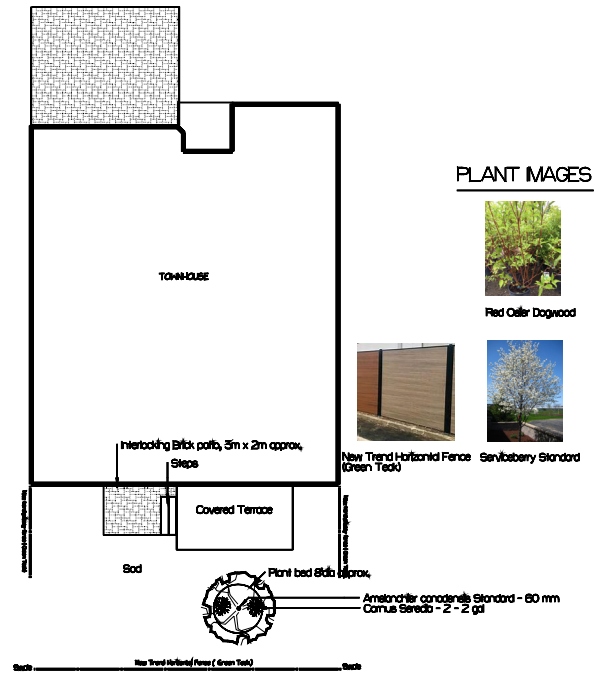 PLANT IMAGES
TOWNHOUSE
Red Osier Dogwood
Interlocking Brick patio, 3m x 2m approx.
Steps
New Trend Horizontal Fence
(Green Teck)
Serviceberry Standard
Covered Terrace
Sod
Plant bed
approx.
Amelanchier canadensis Standard - 60 mm
Cornus Seredia - 2 - 2 gal
New Trend Horizontal Fence ( Green Teck)